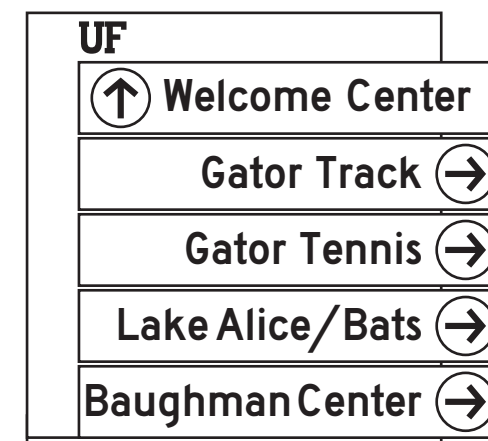 UF
Welcome Center
Gator Track
Gator Tennis
Lake Alice/Bats
Baughman Center